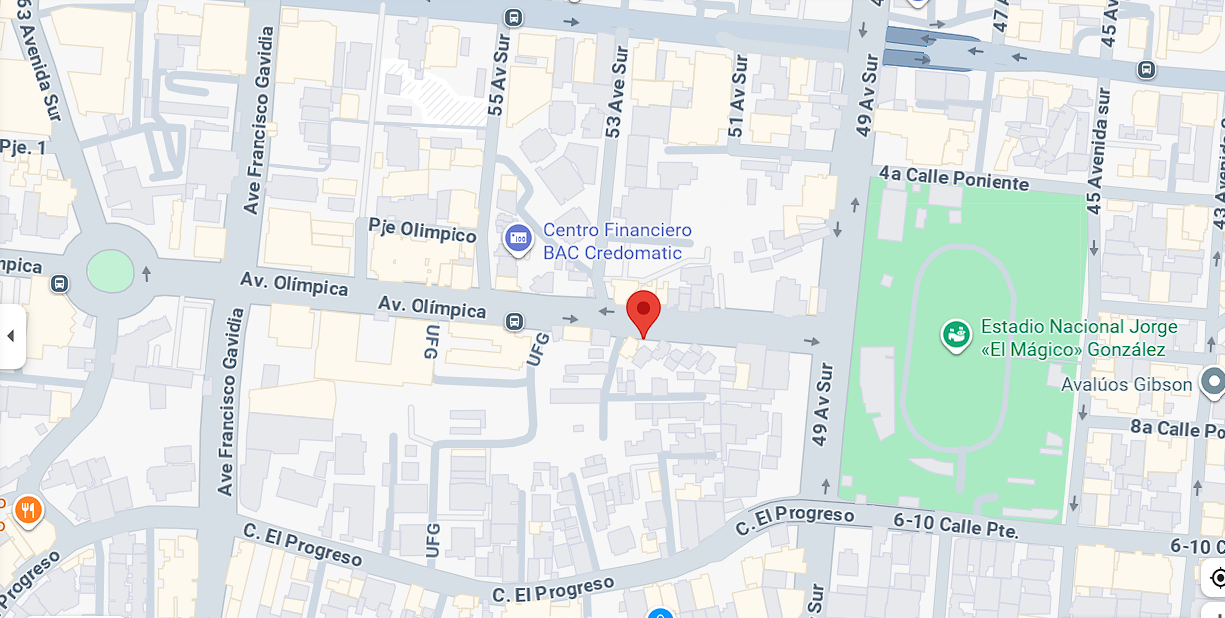 63 Avenida Sur
Ave Francisco Gavidia
55 Av Sur
53 Ave Sur
51 Av Sur
49 Av Sur
47 A
45 Av
Pje. 1
4a Calle Poniente
45 Avenida sur
43 Avenida
Pje Olimpico
Centro Financiero
BAC Credomatic
mpica
Av. Olímpica
Av. Olímpica
UFG
UFG
Ave Francisco Gavidia
Estadio Nacional Jorge
«El Mágico» González
Avalúos Gibson
49 Av Sur
8a Calle Po
C. El Progreso
6-10 Calle Pte.
C. El Progreso
UFG
6-10 C
Progreso
C. El Progreso
Sur